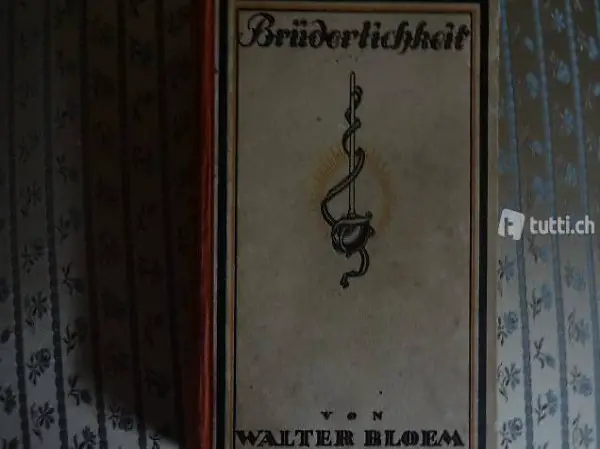 Brüderlichkeit
tutti.ch
VON
WALTER BLOEM